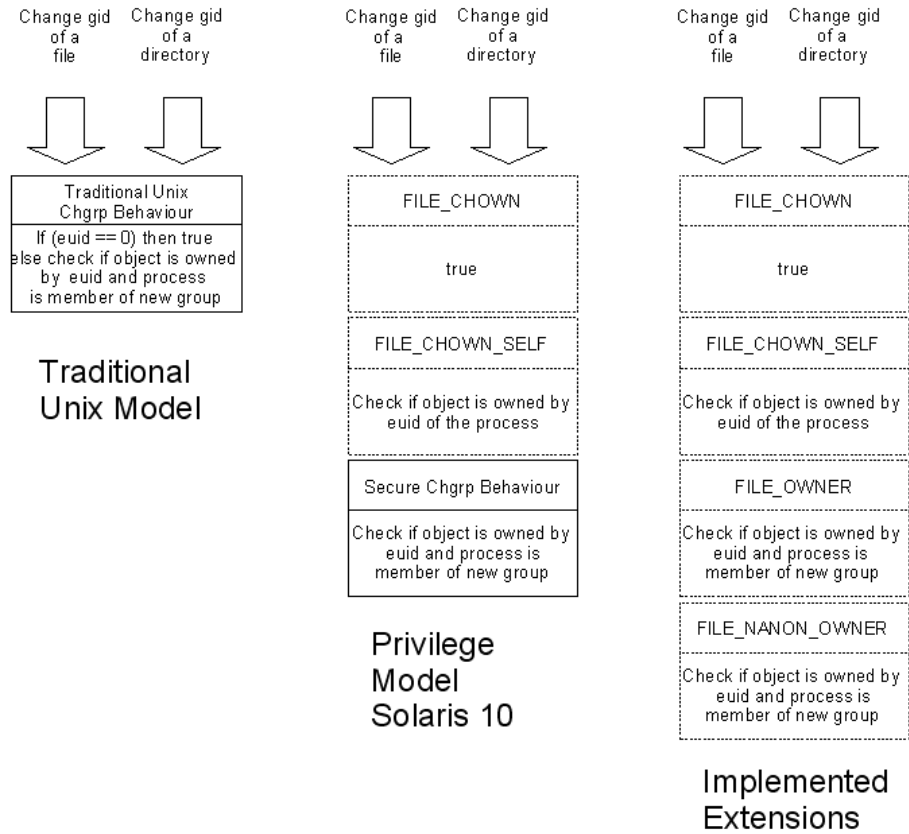 Change gid
of a
file
Change gid
of a
directory
Traditional Unix
Chgrp Behaviour
If (euid == 0) then true
else check if object is owned
by euid and process
is member of new group
Traditional
Unix Model
Change gid
of a
file
Change gid
of a
directory
FILE_CHOWN
true
FILE_CHOWN_SELF
Check if object is owned by
euid of the process
Secure Chgrp Behaviour
Check if object is owned by
euid and process is
member of new group
Privilege
Model
Solaris 10
Change gid
of a
file
Change gid
of a
directory
FILE_CHOWN
true
FILE_CHOWN_SELF
Check if object is owned by
euid of the process
FILE_OWNER
Check if object is owned by
euid and process is
member of new group
FILE_NANON_OWNER
Check if object is owned by
euid and process is
member of new group
Implemented
Extensions